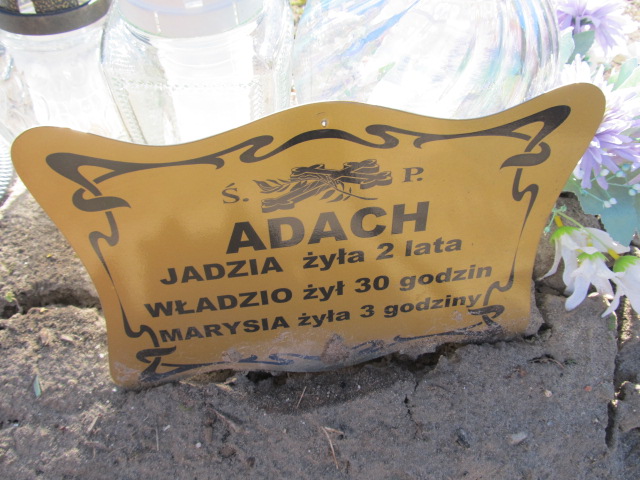 Ś. P.
ADACH
JADZIA żyła 2 lata
WŁADZIO żył 30 godzin
MARYSIA żyła 3 godziny